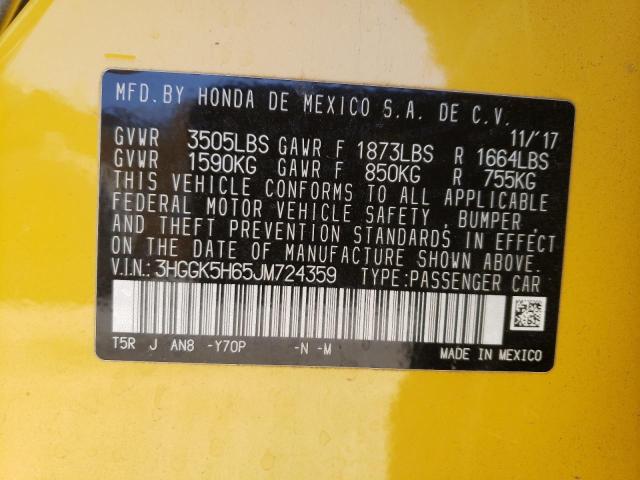 MFD. BY HONDA DE MEXICO S.A. DE C.V.
11/'17
GVWR 3505LBS GAWR F 1873LBS R 1664LBS
GVWR 1590KG GAWR F 850KG R 755KG
THIS VEHICLE CONFORMS TO ALL APPLICABLE
FEDERAL MOTOR VEHICLE SAFETY, BUMPER,
AND THEFT PREVENTION STANDARDS IN EFFECT
ON THE DATE OF MANUFACTURE SHOWN ABOVE.
V.I.N.: 3HGGK5H65JM724359 TYPE:PASSENGER CAR
T5R J AN8 -Y70P -N -M MADE IN MEXICO